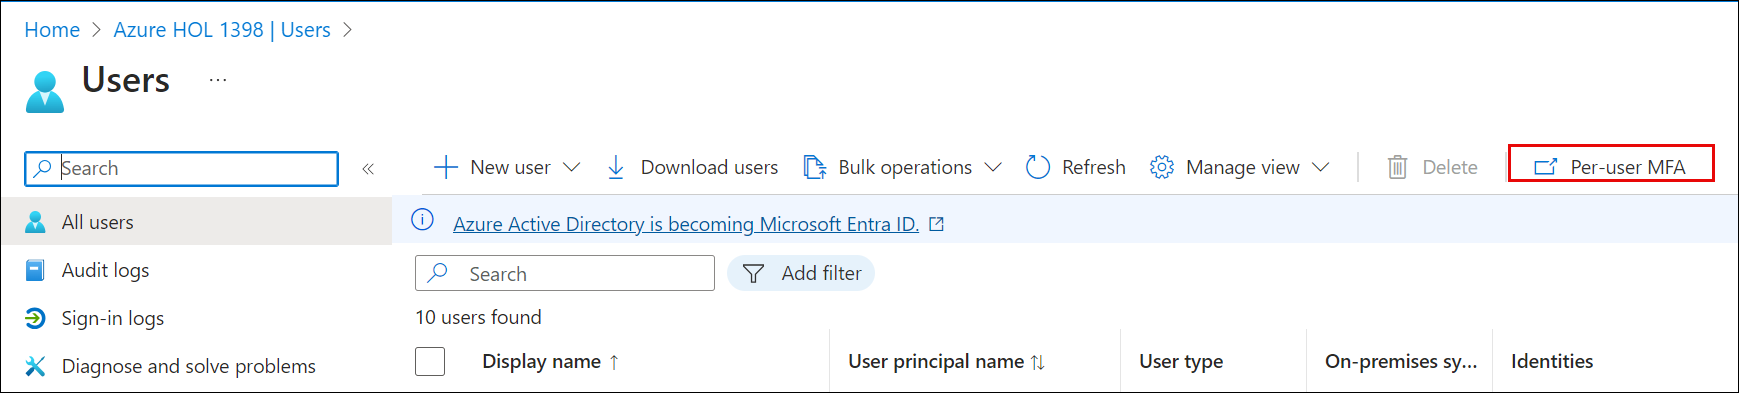 Home > Azure HOL 1398 | Users >
Users ...
Search «
New user Download users Bulk operations Refresh Manage view Delete Per-user MFA
All users
Azure Active Directory is becoming Microsoft Entra ID.
Audit logs
Search Add filter
Sign-in logs
10 users found
Diagnose and solve problems
Display name ↑ User principal name ↑↓ User type On-premises sy... Identities